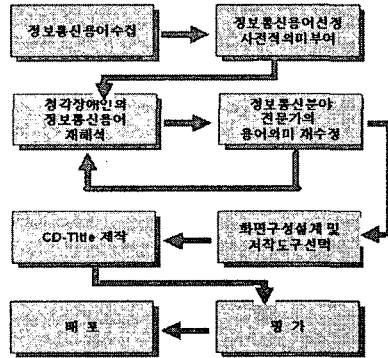 정보통신용어수집
정보통신용어선정
사전적의미부여
청각장애인의
정보통신용어
재해석
정보통신분야
전문가의
용어의미 재수정
화면구성설계 및
저작도구선택
CD-Title 제작
평 가
배 포